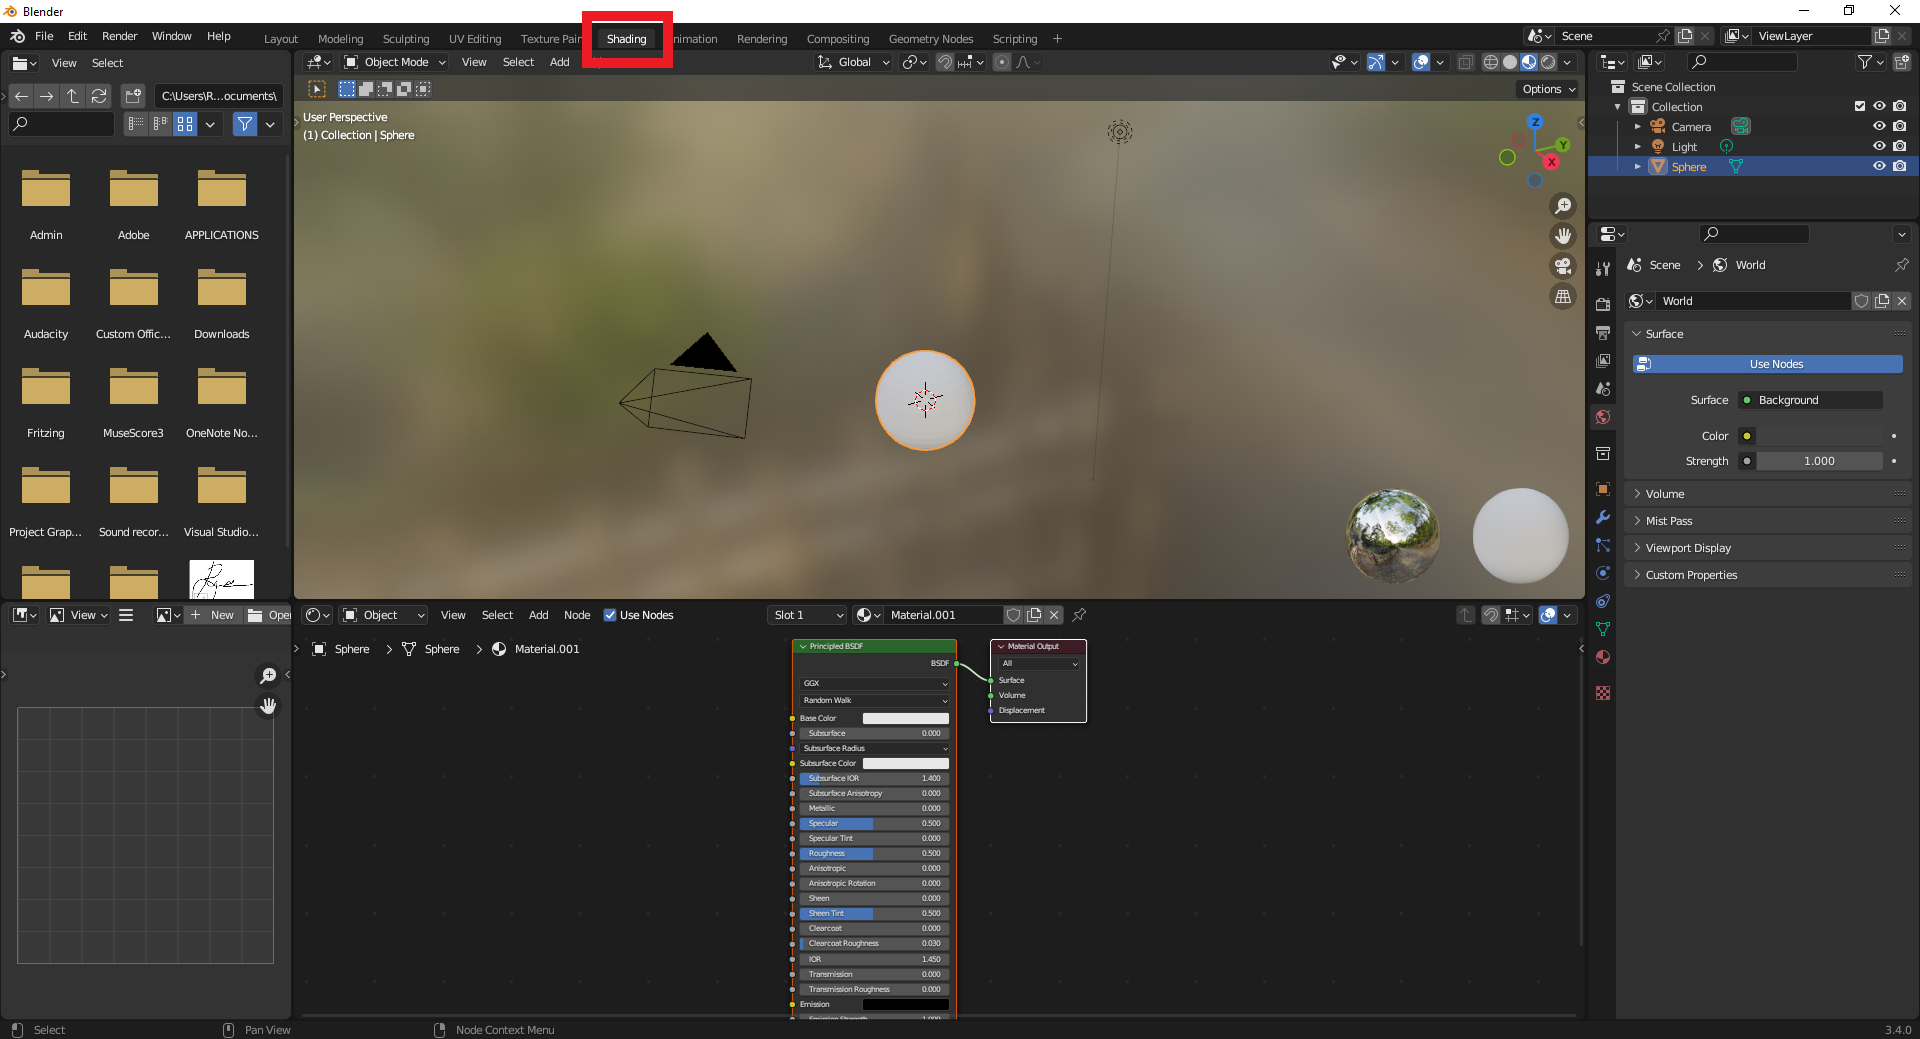 Blender
File Edit Render Window Help
Layout Modeling Sculpting UV Editing Texture Pain Shading nimation Rendering Compositing Geometry Nodes Scripting +
Scene
ViewLayer
View Select
C:\Users\R...ocuments\
Admin Adobe APPLICATIONS
Audacity Custom Offic... Downloads
Fritzing MuseScore3 OneNote No...
Project Grap... Sound recor... Visual Studio...
Object Mode View Select Add
Global
Options
User Perspective
(1) Collection | Sphere
Z
Y
X
Scene Collection
Collection
Camera
Light
Sphere
Scene > World
World
Surface
Use Nodes
Surface Background
Color
Strength 1.000
Volume
Mist Pass
Viewport Display
Custom Properties
View + New Open
Object View Select Add Node Use Nodes Slot 1 Material.001
Sphere > Sphere > Material.001
Principled BSDF
BSDF
GGX
Random Walk
Base Color
Subsurface 0.000
Subsurface Radius
Subsurface Color
Subsurface IOR 1.400
Subsurface Anisotropy 0.000
Metallic 0.000
Specular 0.500
Specular Tint 0.000
Roughness 0.500
Anisotropic 0.000
Anisotropic Rotation 0.000
Sheen 0.000
Sheen Tint 0.500
Clearcoat 0.000
Clearcoat Roughness 0.030
IOR 1.450
Transmission 0.000
Transmission Roughness 0.000
Emission
Emission Strength 1.000
Material Output
All
Surface
Volume
Displacement
Select Pan View Node Context Menu 3.4.0